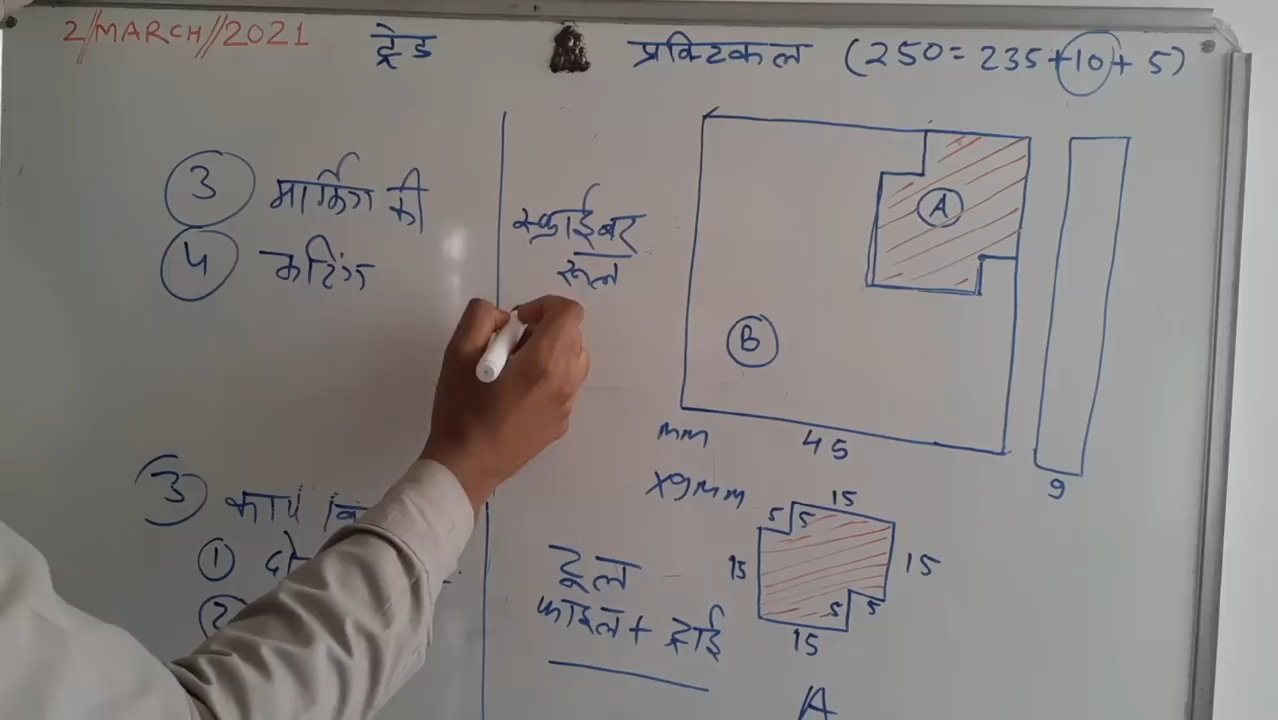 2//MARCH//2021 ट्रेड प्रक्टिकल (250=235+10+5)
3 मार्किंग की
4 कटिंग
स्क्राईबर
रूल
A
B
mm
45
x9mm
9
15
5 5
15
15
5 5
15
A
3 कार्य
1
2
टूल
फाइल + ट्राई